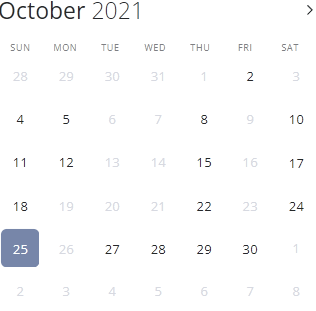 October 2021
SUN MON TUE WED THU FRI SAT
28 29 30 31 1 2 3
4 5 6 7 8 9 10
11 12 13 14 15 16 17
18 19 20 21 22 23 24
25 26 27 28 29 30 1
2 3 4 5 6 7 8